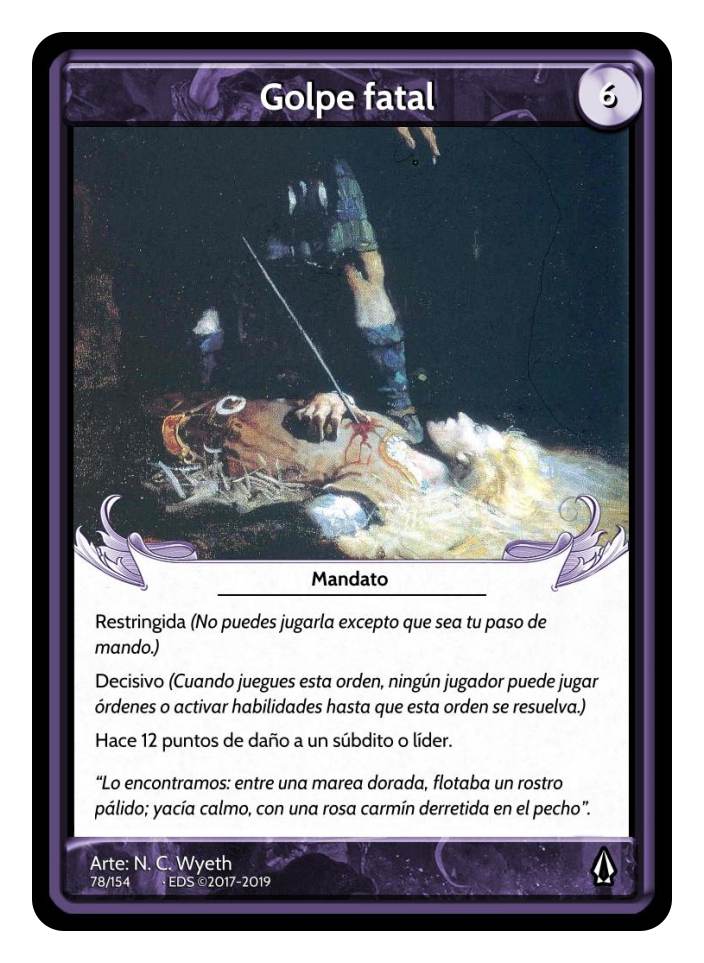 Golpe fatal
6
Mandato
Restringida (No puedes jugarla excepto que sea tu paso de
mando.)
Decisivo (Cuando juegues esta orden, ningún jugador puede jugar
órdenes o activar habilidades hasta que esta orden se resuelva.)
Hace 12 puntos de daño a un súbdito o líder.
“Lo encontramos: entre una marea dorada, flotaba un rostro
pálido; yacía calmo, con una rosa carmín derretida en el pecho”.
Arte: N. C. Wyeth
78/154 · EDS ©2017-2019